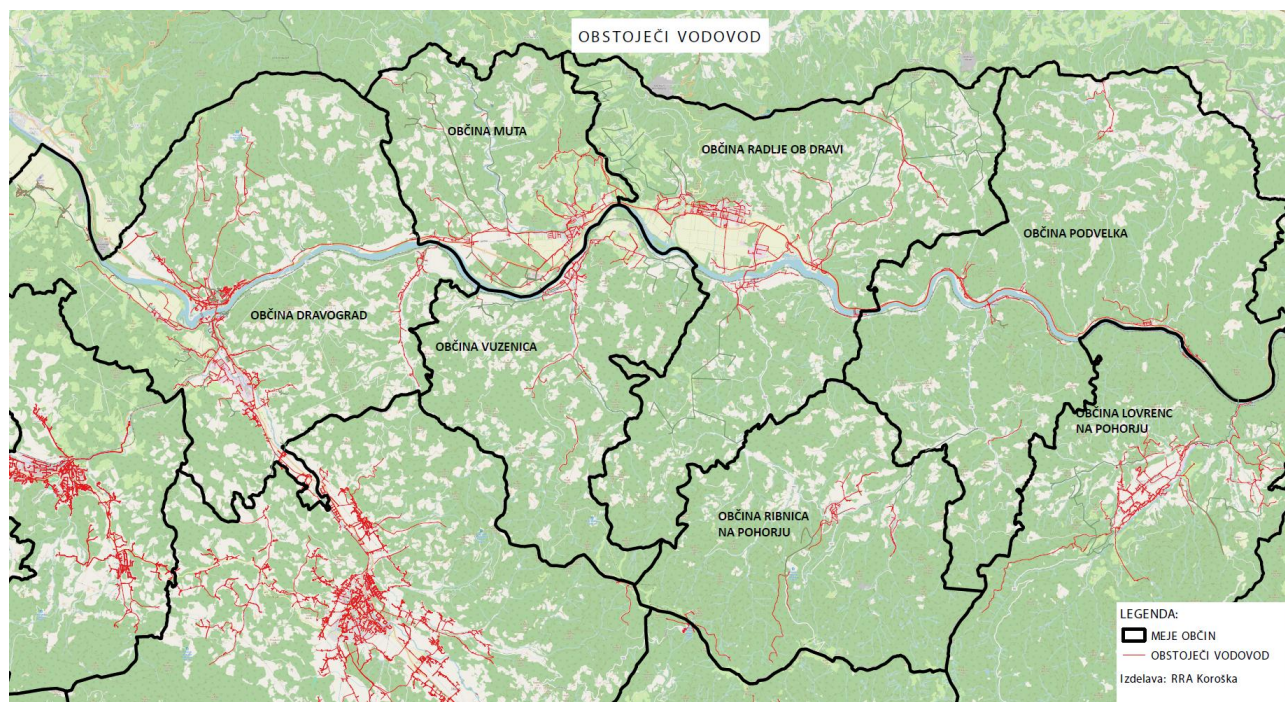 OBSTOJEČI VODOVOD
OBČINA MUTA
OBČINA RADLJE OB DRAVI
OBČINA PODVELKA
OBČINA DRAVOGRAD
OBČINA VUZENICA
OBČINA LOVRENC
NA POHORJU
OBČINA RIBNICA
NA POHORJU
LEGENDA:
MEJE OBČIN
OBSTOJEČI VODOVOD
Izdelava: RRA Koroška